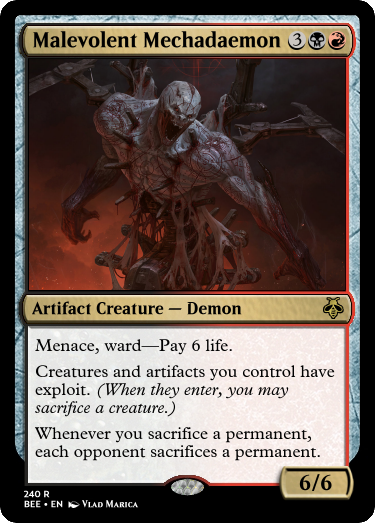 Malevolent Mechadaemon 3
Artifact Creature — Demon
Menace, ward—Pay 6 life.
Creatures and artifacts you control have
exploit. (When they enter, you may
sacrifice a creature.)
Whenever you sacrifice a permanent,
each opponent sacrifices a permanent.
6/6
240 R
BEE • EN VLAD MARICA